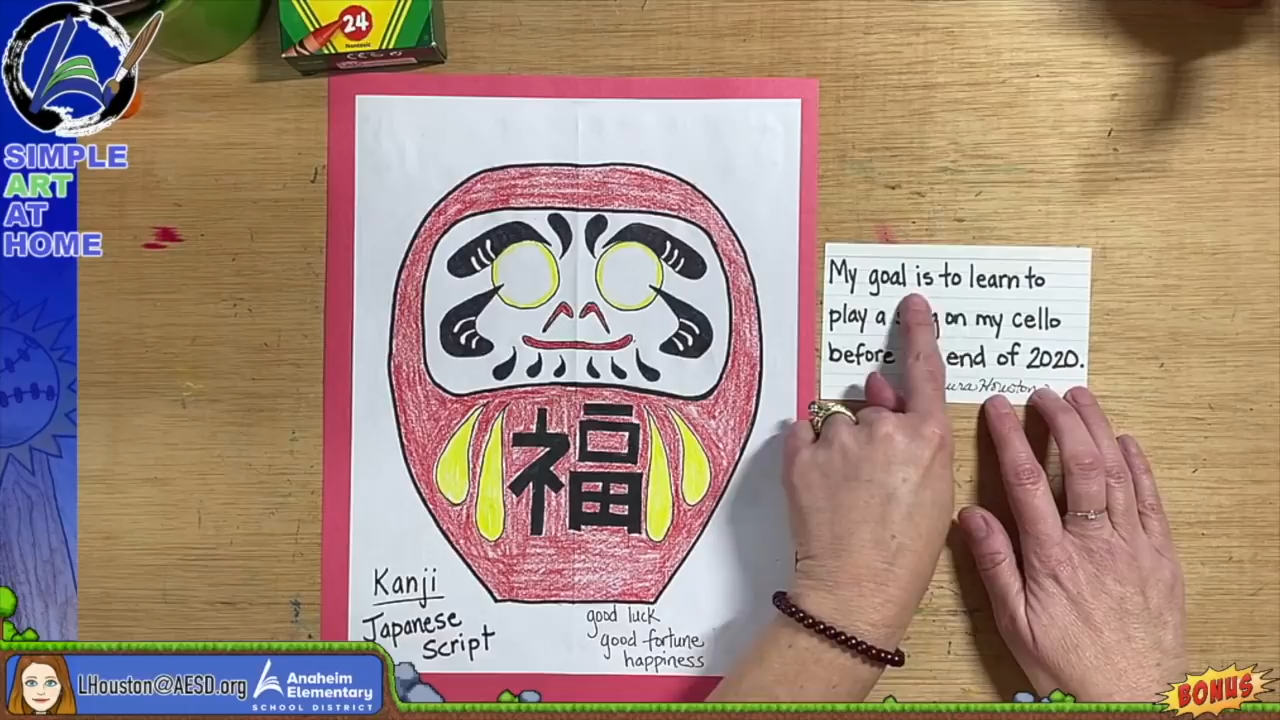 SIMPLE
ART
AT
HOME
24
My goal is to learn to
play a on my cello
before end of 2020.
Houston
福
Kanji
Japanese
Script
good luck
good fortune
happiness
LHouston@AESD.org
Anaheim
Elementary
SCHOOL DISTRICT
BONUS